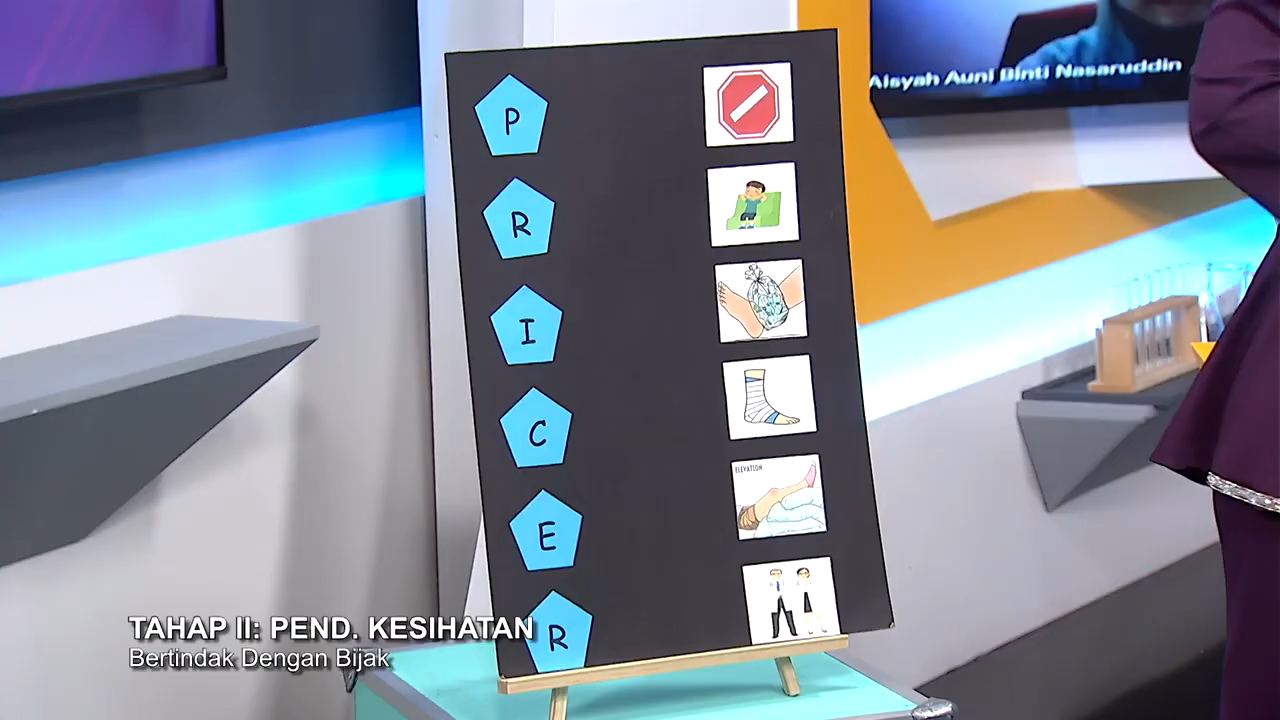 Aisyah Auni Binti Nasaruddin
P
R
I
C
E
ELEVATION
R
TAHAP II: PEND. KESIHATAN
Bertindak Dengan Bijak